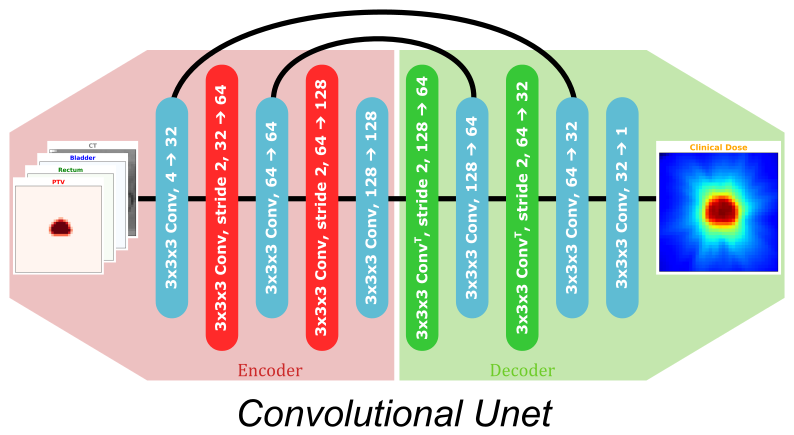 CT
Bladder
Rectum
PTV
3x3x3 Conv, 4 → 32
3x3x3 Conv, stride 2, 32 → 64
3x3x3 Conv, 64 → 64
3x3x3 Conv, stride 2, 64 → 128
3x3x3 Conv, 128 → 128
3x3x3 Convᵀ, stride 2, 128 → 64
3x3x3 Conv, 128 → 64
3x3x3 Convᵀ, stride 2, 64 → 32
3x3x3 Conv, 64 → 32
3x3x3 Conv, 32 → 1
Clinical Dose
Encoder
Decoder
Convolutional Unet